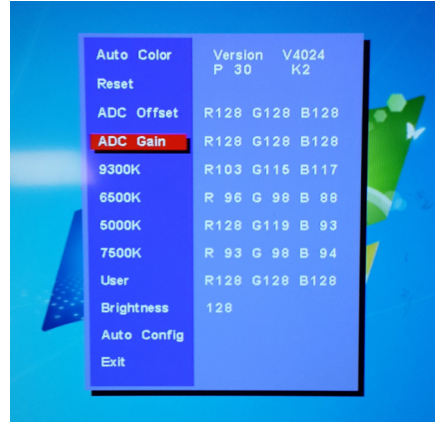 Auto Color Version V4024
P 30 K2
Reset
ADC Offset R128 G128 B128
ADC Gain R128 G128 B128
9300K R103 G115 B117
6500K R 96 G 98 B 88
5000K R128 G119 B 93
7500K R 93 G 98 B 94
User R128 G128 B128
Brightness 128
Auto Config
Exit